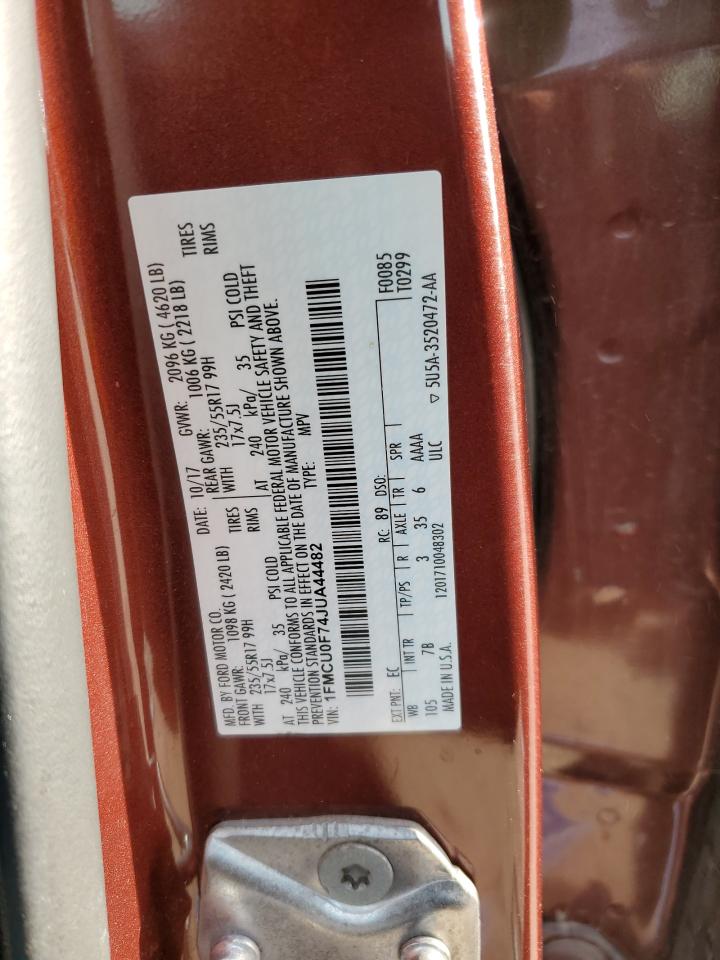 MFD. BY FORD MOTOR CO. DATE: 10/17 GVWR: 2096 KG ( 4620 LB)
FRONT GAWR: 1098 KG ( 2420 LB) REAR GAWR: 1006 KG ( 2218 LB)
WITH 235/55R17 99H TIRES WITH 235/55R17 99H TIRES
17x7.5J RIMS 17x7.5J RIMS
AT 240 kPa/ 35 PSI COLD AT 240 kPa/ 35 PSI COLD
THIS VEHICLE CONFORMS TO ALL APPLICABLE FEDERAL MOTOR VEHICLE SAFETY AND THEFT
PREVENTION STANDARDS IN EFFECT ON THE DATE OF MANUFACTURE SHOWN ABOVE.
VIN: 1FMCU0F74JUA44482 TYPE: MPV
F0085
T0299
EXT PNT: EC RC: 89 DSO:
WB INT TR TP/PS R AXLE TR SPR
105 7B 3 35 6 AAAA
MADE IN U.S.A. 1201710048302 ULC ▽ 5U5A-3520472-AA